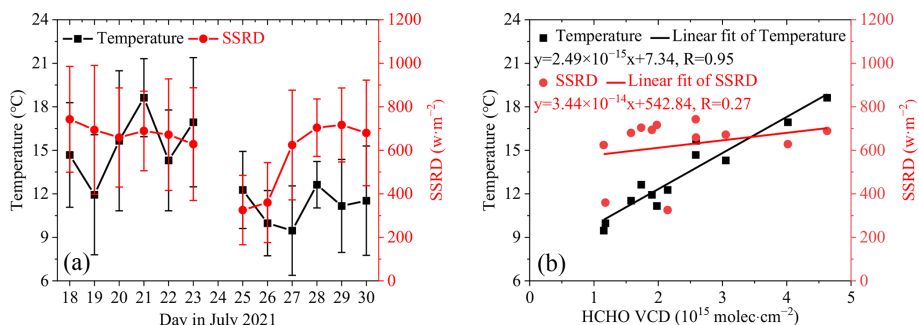 Temperature SSRD
Temperature (°C)
24
21
18
15
12
9
6
1200
1000
800
600
400
200
0
SSRD (w·m⁻²)
(a)
18 19 20 21 22 23 24 25 26 27 28 29 30
Day in July 2021
Temperature Linear fit of Temperature
y=2.49×10⁻¹⁵x+7.34, R=0.95
SSRD Linear fit of SSRD
y=3.44×10⁻¹⁴x+542.84, R=0.27
Temperature (°C)
24
21
18
15
12
9
6
1200
1000
800
600
400
200
0
SSRD (w·m⁻²)
(b)
0 1 2 3 4 5
HCHO VCD (10¹⁵ molec·cm⁻²)